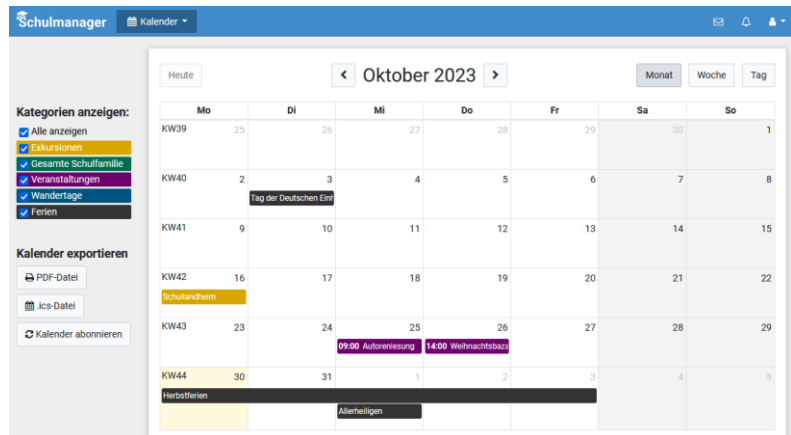 Schulmanager Kalender
Heute Oktober 2023 Monat Woche Tag
Kategorien anzeigen:
Alle anzeigen
Exkursionen
Gesamte Schulfamilie
Veranstaltungen
Wandertage
Ferien
Kalender exportieren
PDF-Datei
.ics-Datei
Kalender abonnieren
Mo Di Mi Do Fr Sa So
KW39 25 26 27 28 29 30 1
KW40 2 3 4 5 6 7 8
Tag der Deutschen Einh
KW41 9 10 11 12 13 14 15
KW42 16 17 18 19 20 21 22
Schullandheim
KW43 23 24 25 26 27 28 29
09:00 Autorenlesung 14:00 Weihnachtsbaza
KW44 30 31 1 2 3 4 5
Herbstferien
Allerheiligen